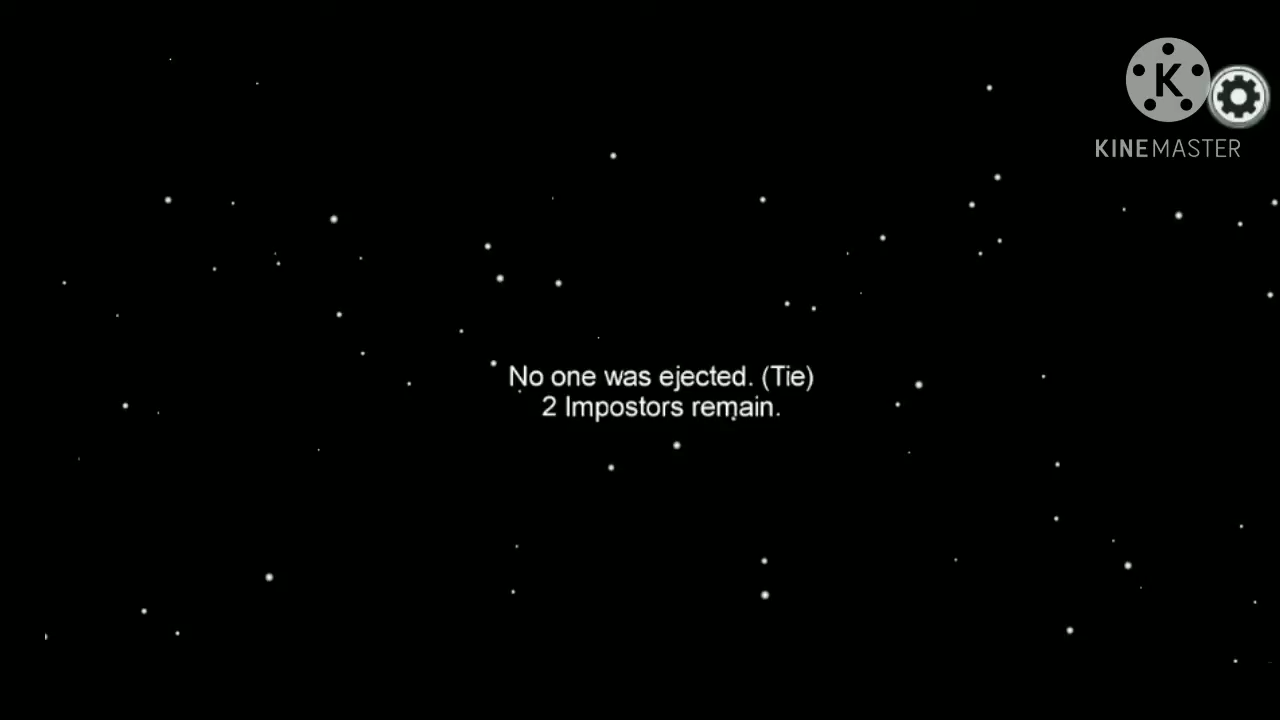 K
KINEMASTER
No one was ejected. (Tie)
2 Impostors remain.